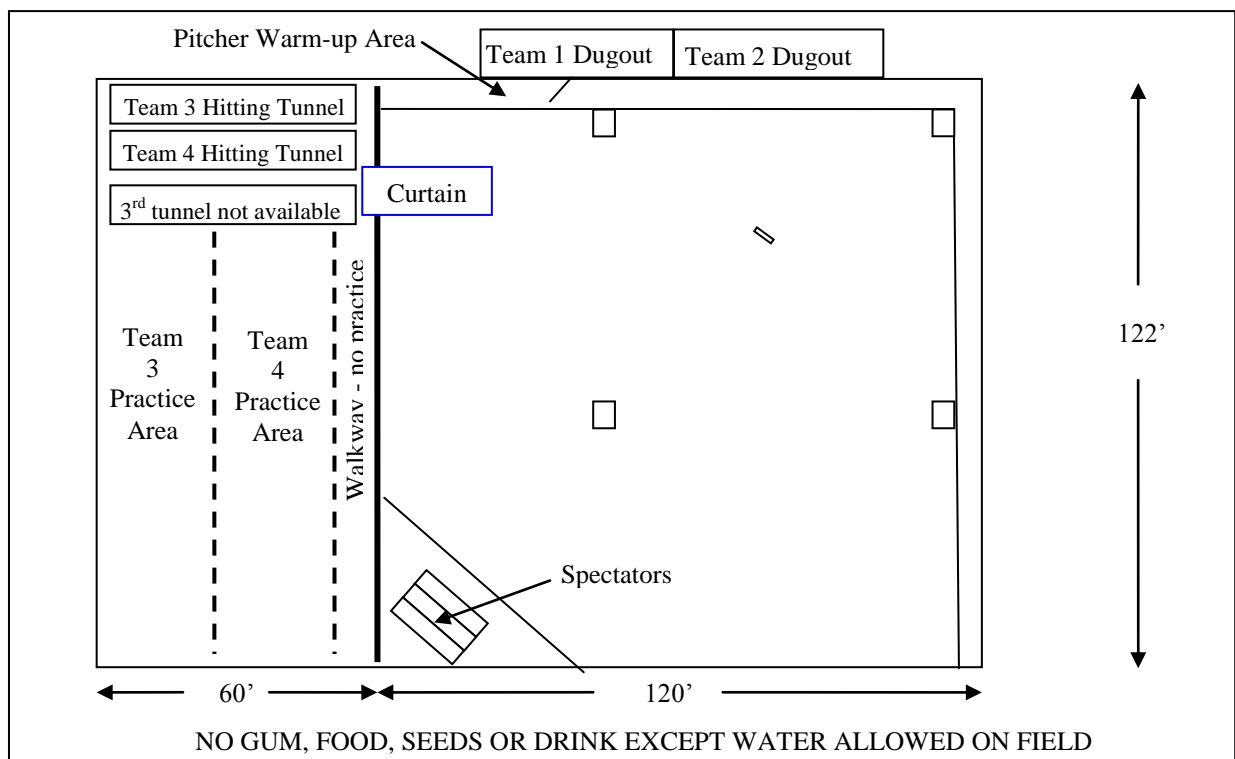 Pitcher Warm-up Area
Team 1 Dugout
Team 2 Dugout
Team 3 Hitting Tunnel
Team 4 Hitting Tunnel
3rd tunnel not available
Curtain
Walkway - no practice
Team
3
Practice
Area
Team
4
Practice
Area
122’
Spectators
60’
120’
NO GUM, FOOD, SEEDS OR DRINK EXCEPT WATER ALLOWED ON FIELD